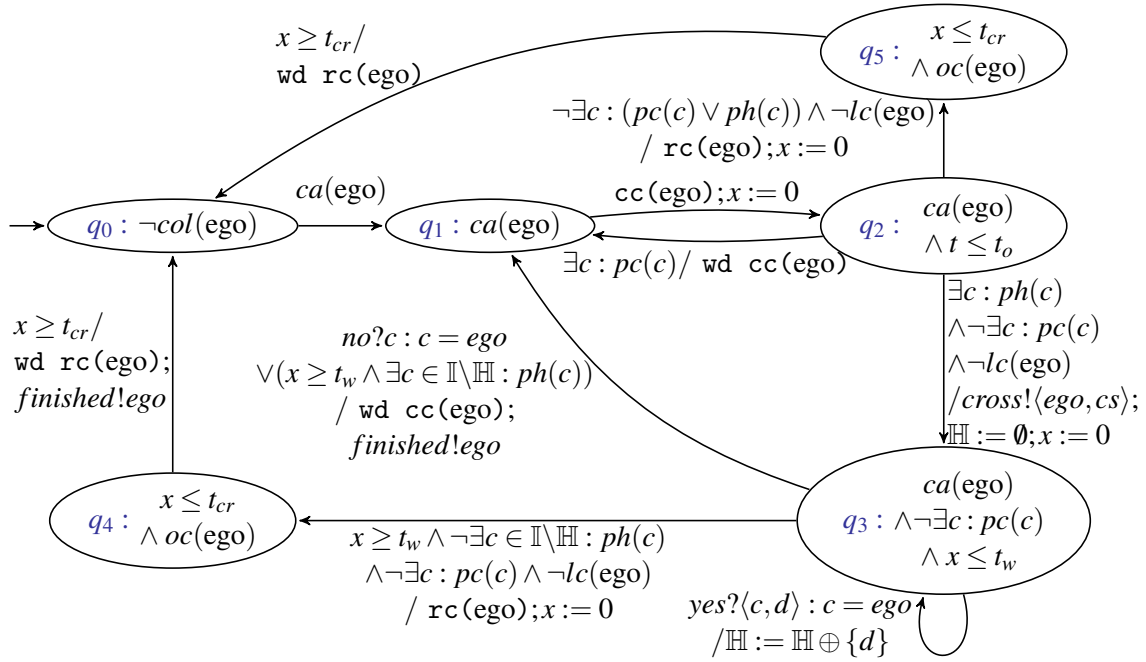 x ≥ t_cr/
wd rc(ego)
q₅ : x ≤ t_cr
∧ oc(ego)
¬∃c : (pc(c) ∨ ph(c)) ∧ ¬lc(ego)
/ rc(ego); x := 0
q₀ : ¬col(ego)
ca(ego)
q₁ : ca(ego)
cc(ego); x := 0
∃c : pc(c)/ wd cc(ego)
q₂ : ca(ego)
∧ t ≤ t_o
x ≥ t_cr/
wd rc(ego);
finished!ego
no?c : c = ego
∨(x ≥ t_w ∧ ∃c ∈ 𝕀\ℍ : ph(c))
/ wd cc(ego);
finished!ego
∃c : ph(c)
∧¬∃c : pc(c)
∧¬lc(ego)
/cross!⟨ego, cs⟩;
ℍ := ∅; x := 0
q₄ : x ≤ t_cr
∧ oc(ego)
x ≥ t_w ∧ ¬∃c ∈ 𝕀\ℍ : ph(c)
∧¬∃c : pc(c) ∧ ¬lc(ego)
/ rc(ego); x := 0
ca(ego)
q₃ : ∧¬∃c : pc(c)
∧ x ≤ t_w
yes?⟨c, d⟩ : c = ego
/ℍ := ℍ ⊕ {d}